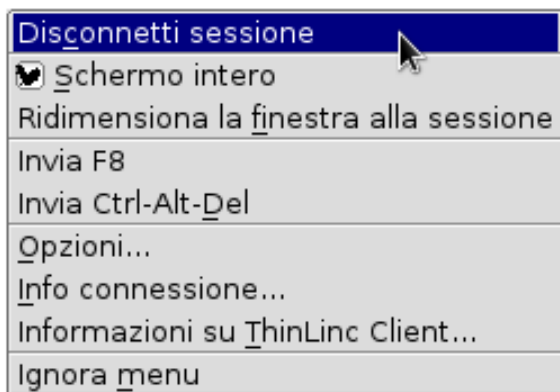 Disconnetti sessione
Schermo intero
Ridimensiona la finestra alla sessione
Invia F8
Invia Ctrl-Alt-Del
Opzioni...
Info connessione...
Informazioni su ThinLinc Client...
Ignora menu